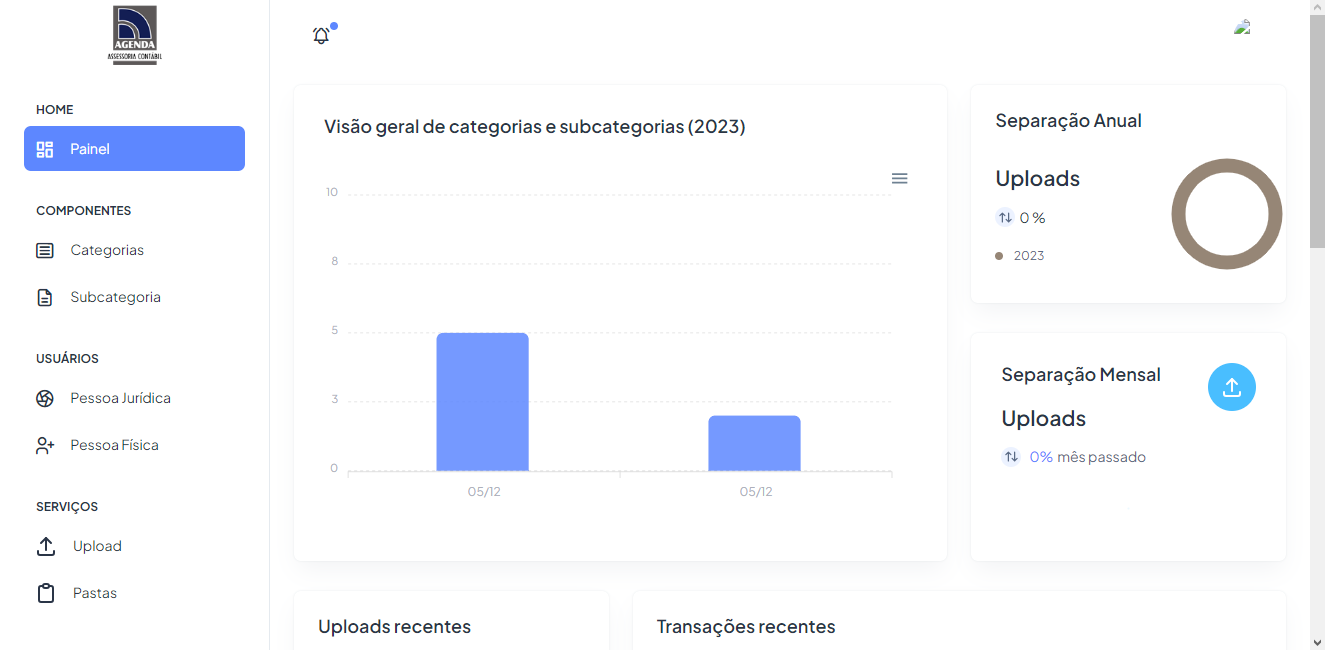 AGENDA
ASSESSORIA CONTÁBIL
HOME
Painel
COMPONENTES
Categorias
Subcategoria
USUÁRIOS
Pessoa Jurídica
Pessoa Física
SERVIÇOS
Upload
Pastas
Visão geral de categorias e subcategorias (2023)
10
8
5
3
0
05/12
05/12
Separação Anual
Uploads
0 %
2023
Separação Mensal
Uploads
0% mês passado
Uploads recentes
Transações recentes